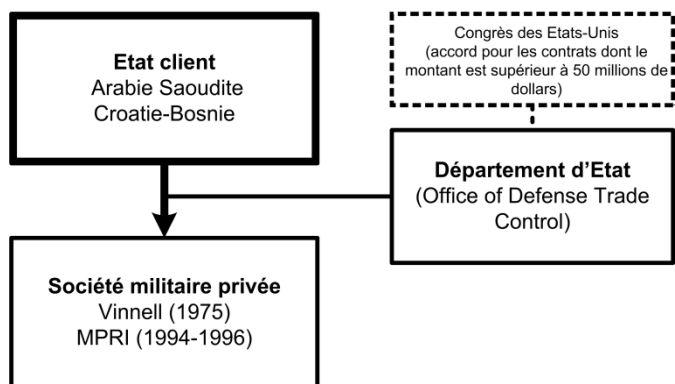 Etat client
Arabie Saoudite
Croatie-Bosnie
Congrès des Etats-Unis
(accord pour les contrats dont le
montant est supérieur à 50 millions de
dollars)
Département d'Etat
(Office of Defense Trade
Control)
Société militaire privée
Vinnell (1975)
MPRI (1994-1996)